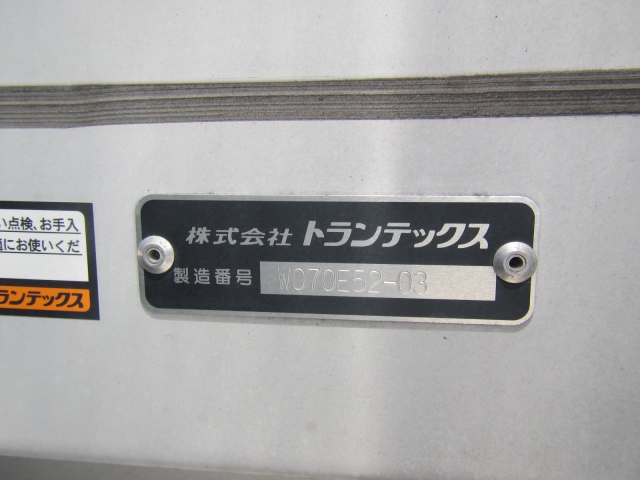 い点検、お手入
にお使いくだ
ランテックス
株式会社 トランテックス
製造番号 W070E52-03